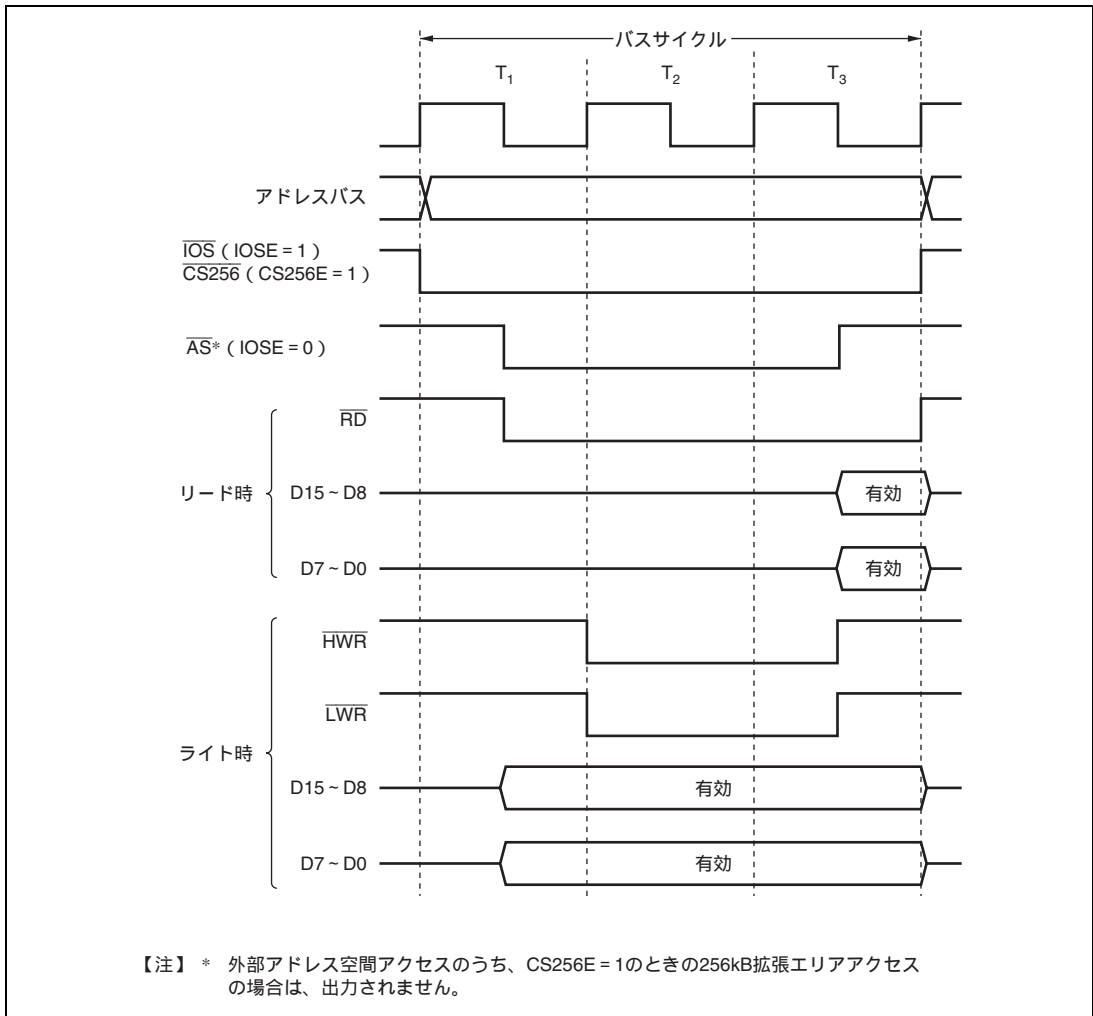 バスサイクル
T1 T2 T3
アドレスバス
IOS ( IOSE = 1 )
CS256 ( CS256E = 1 )
AS* ( IOSE = 0 )
RD
リード時
D15 ~ D8
有効
D7 ~ D0
有効
HWR
LWR
ライト時
D15 ~ D8
有効
D7 ~ D0
有効
【注】 * 外部アドレス空間アクセスのうち、CS256E = 1のときの256kB拡張エリアアクセス
の場合は、出力されません。